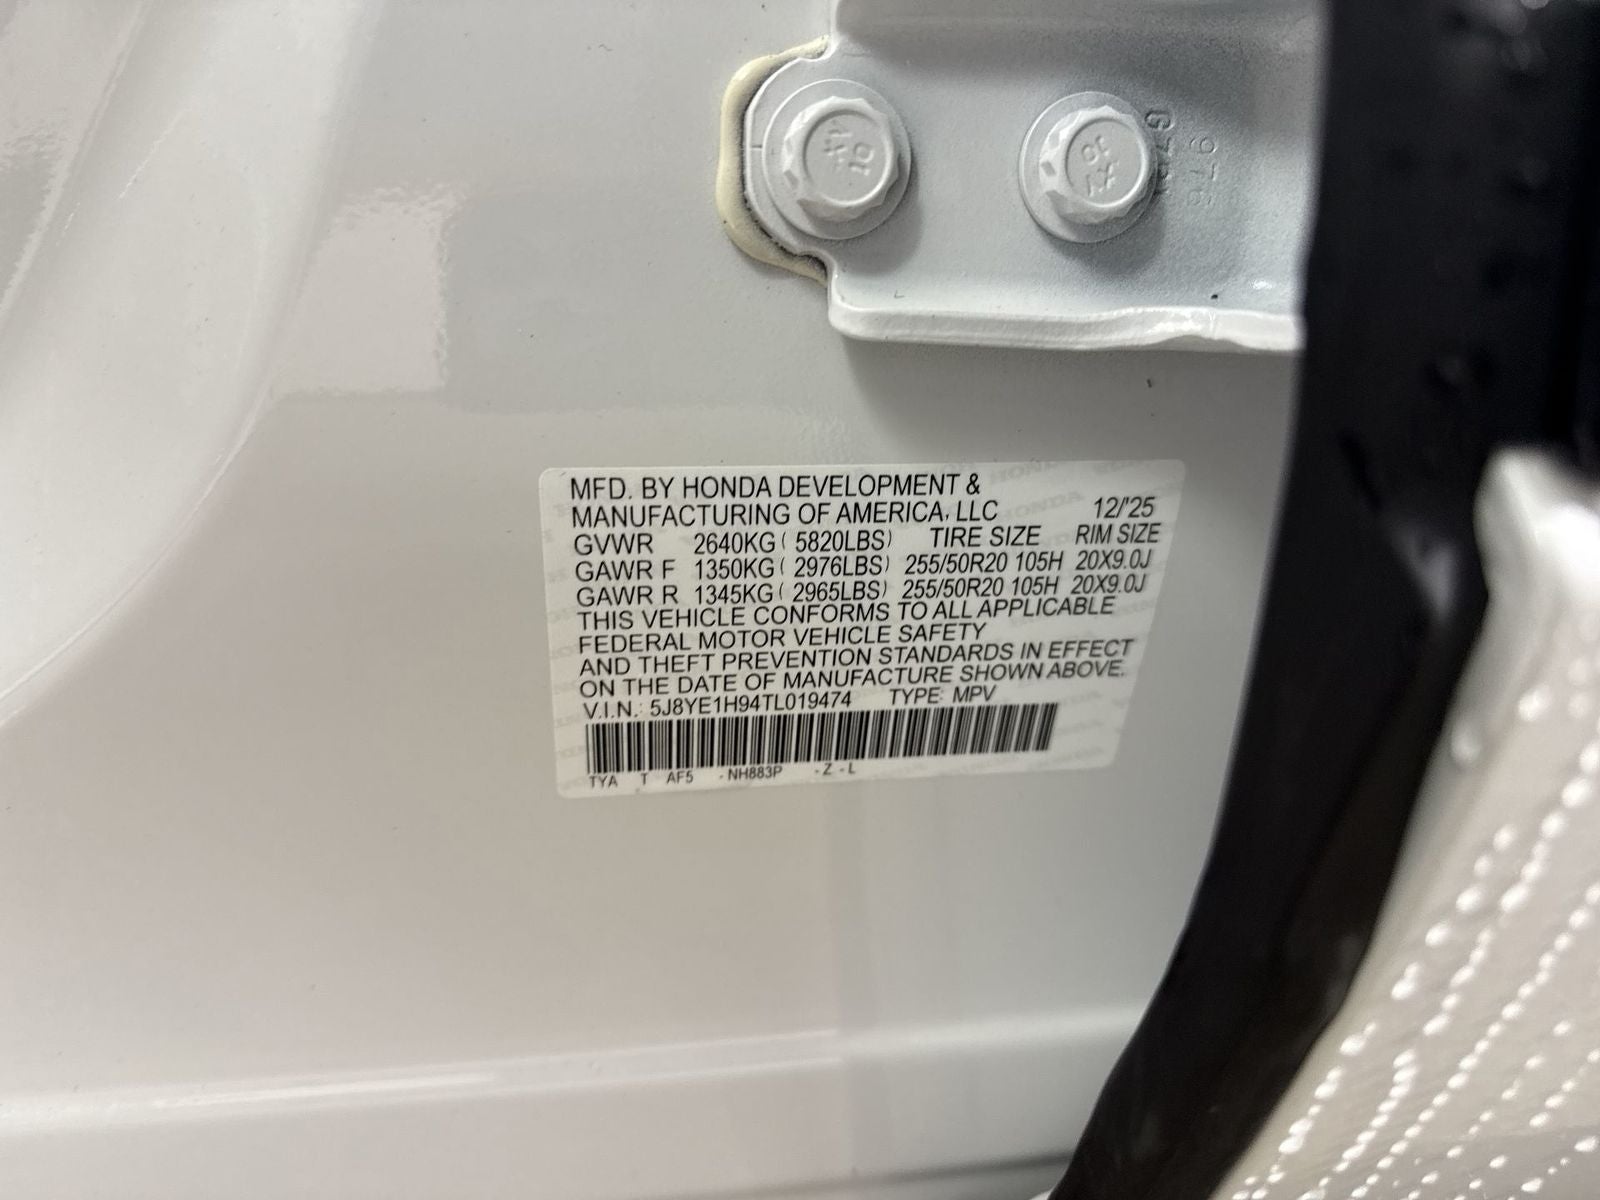 MFD. BY HONDA DEVELOPMENT &
MANUFACTURING OF AMERICA, LLC 12/'25
GVWR 2640KG ( 5820LBS) TIRE SIZE RIM SIZE
GAWR F 1350KG ( 2976LBS) 255/50R20 105H 20X9.0J
GAWR R 1345KG ( 2965LBS) 255/50R20 105H 20X9.0J
THIS VEHICLE CONFORMS TO ALL APPLICABLE
FEDERAL MOTOR VEHICLE SAFETY
AND THEFT PREVENTION STANDARDS IN EFFECT
ON THE DATE OF MANUFACTURE SHOWN ABOVE.
V.I.N.: 5J8YE1H94TL019474 TYPE: MPV
TYA T AF5 - NH883P - Z - L